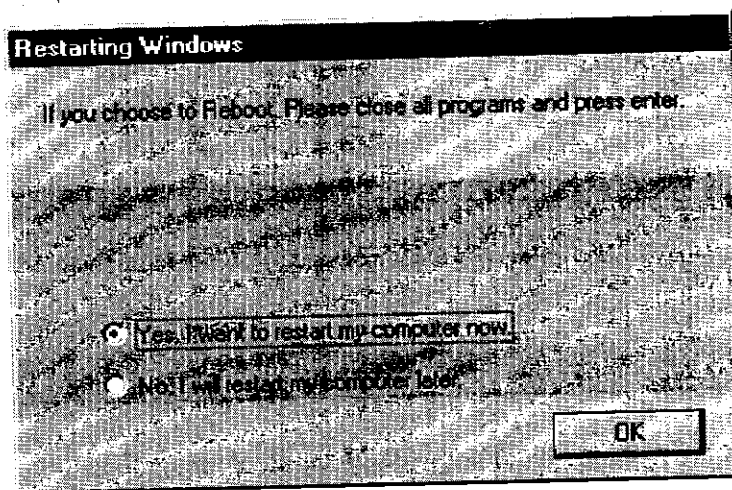 Restarting Windows
If you choose to Reboot. Please close all programs and press enter.
Yes. I want to restart my computer now.
No. I will restart my computer later.
OK